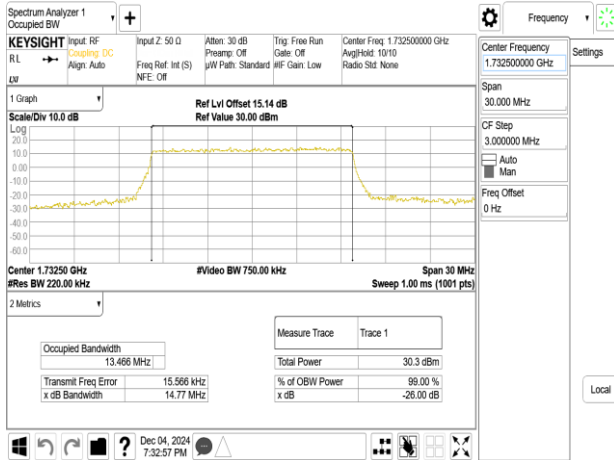 Spectrum Analyzer 1
Occupied BW
Frequency
KEYSIGHT
RL
LXI
Input: RF
Coupling: DC
Align: Auto
Input Z: 50 Ω
Freq Ref: Int (S)
NFE: Off
Atten: 30 dB
Preamp: Off
µW Path: Standard
Trig: Free Run
Gate: Off
#IF Gain: Low
Center Freq: 1.732500000 GHz
Avg|Hold: 10/10
Radio Std: None
Center Frequency
1.732500000 GHz
Settings
Span
30.000 MHz
CF Step
3.000000 MHz
Auto
Man
Freq Offset
0 Hz
Local
1 Graph
Scale/Div 10.0 dB
Ref Lvl Offset 15.14 dB
Ref Value 30.00 dBm
Log
20.0
10.0
0.00
-10.0
-20.0
-30.0
-40.0
-50.0
-60.0
Center 1.73250 GHz
#Video BW 750.00 kHz
Span 30 MHz
#Res BW 220.00 kHz
Sweep 1.00 ms (1001 pts)
2 Metrics
Occupied Bandwidth
13.466 MHz
Transmit Freq Error 15.566 kHz
x dB Bandwidth 14.77 MHz
Measure Trace Trace 1
Total Power 30.3 dBm
% of OBW Power 99.00 %
x dB -26.00 dB
?
Dec 04, 2024
7:32:57 PM